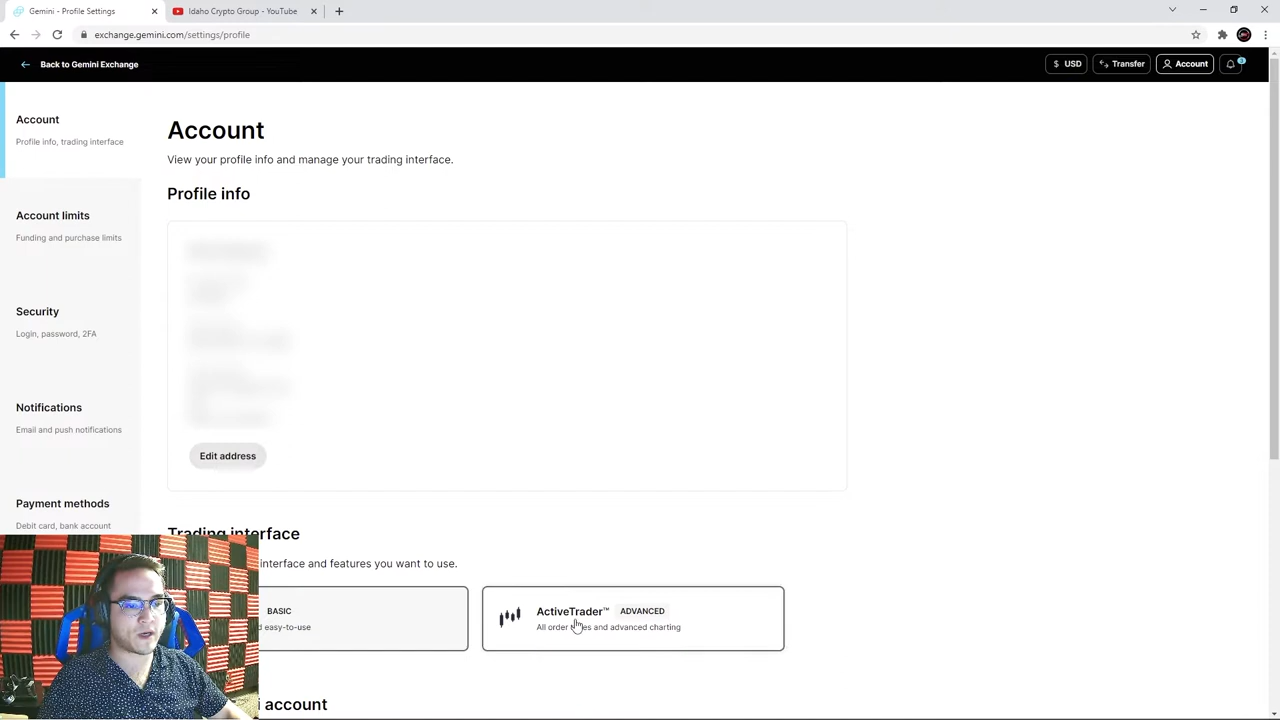 Gemini - Profile Settings
Idaho Crypto Group - YouTube
exchange.gemini.com/settings/profile
Back to Gemini Exchange
$ USD
Transfer
Account
3
Account
Profile info, trading interface
Account limits
Funding and purchase limits
Security
Login, password, 2FA
Notifications
Email and push notifications
Payment methods
Debit card, bank account
Account
View your profile info and manage your trading interface.
Profile info
Edit address
Trading interface
interface and features you want to use.
BASIC
easy-to-use
ActiveTrader™ ADVANCED
All order and advanced charting
account